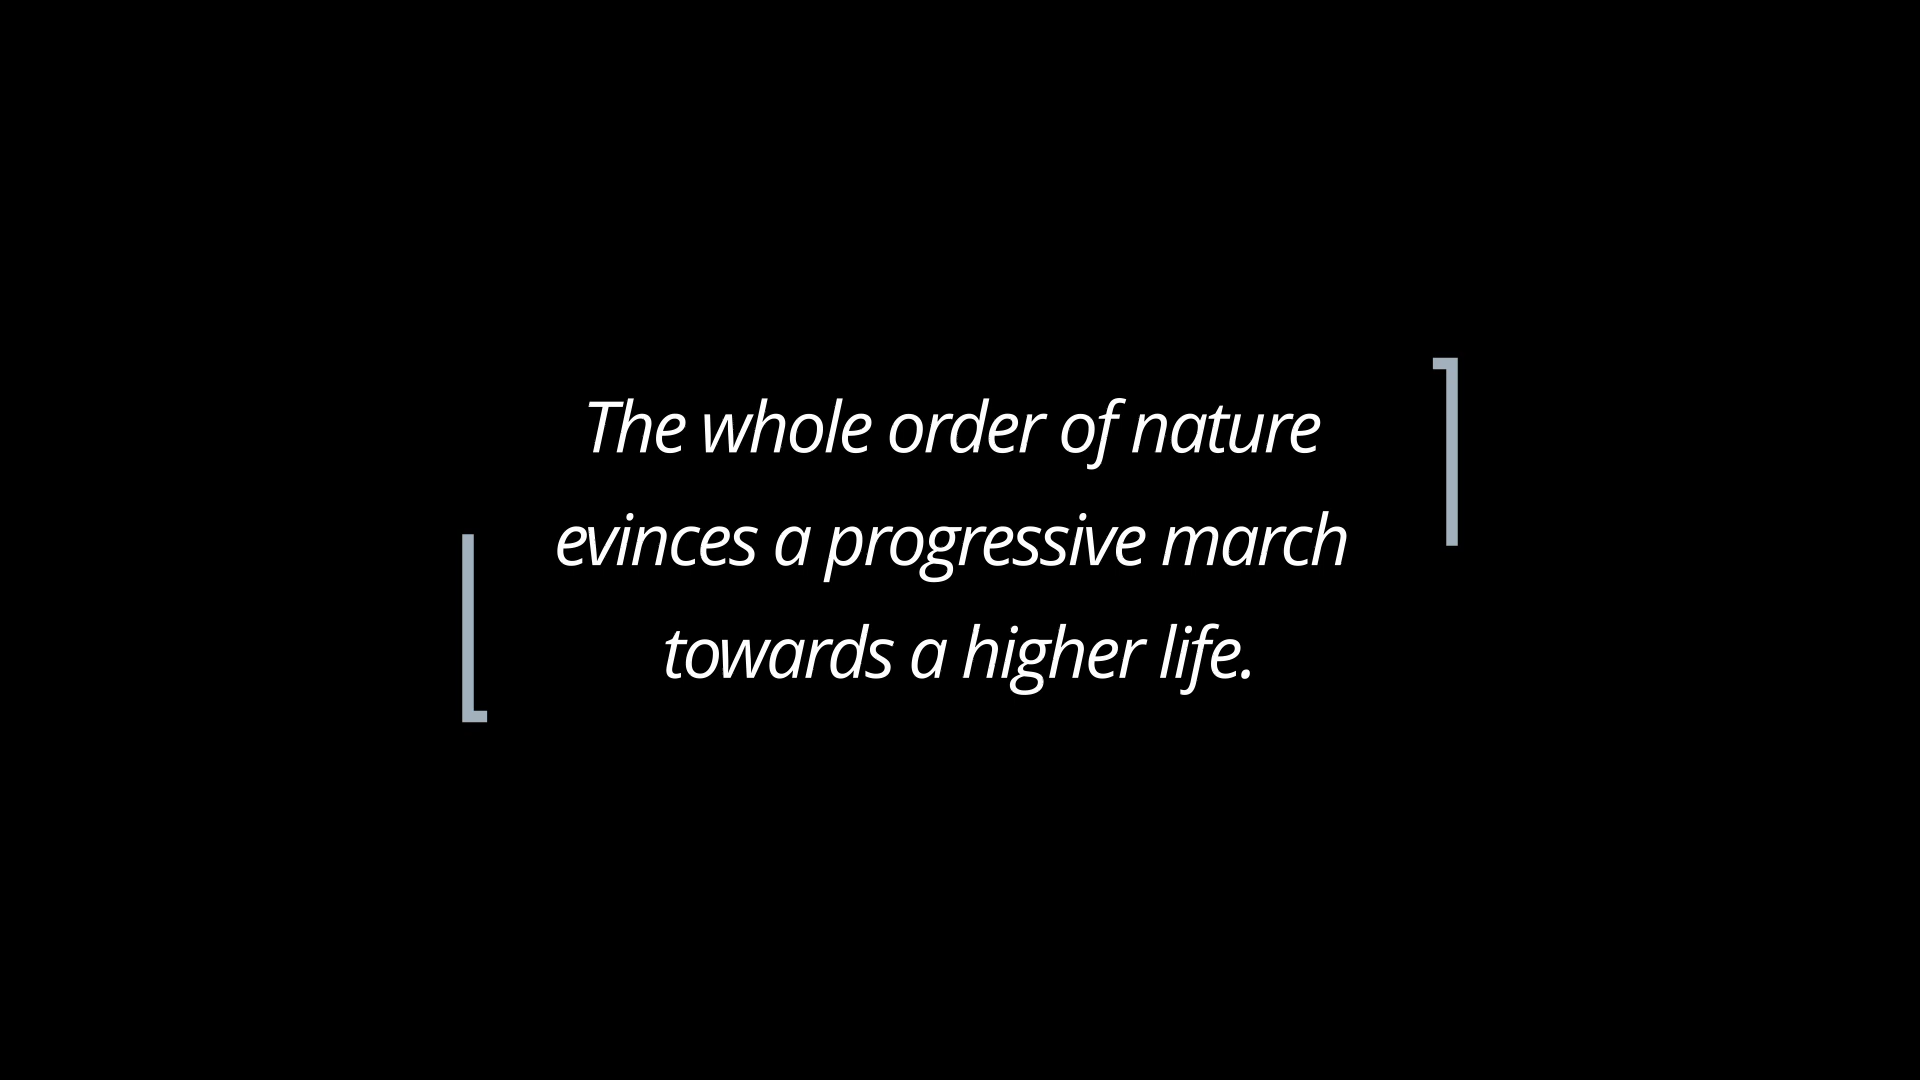 The whole order of nature
evinces a progressive march
towards a higher life.